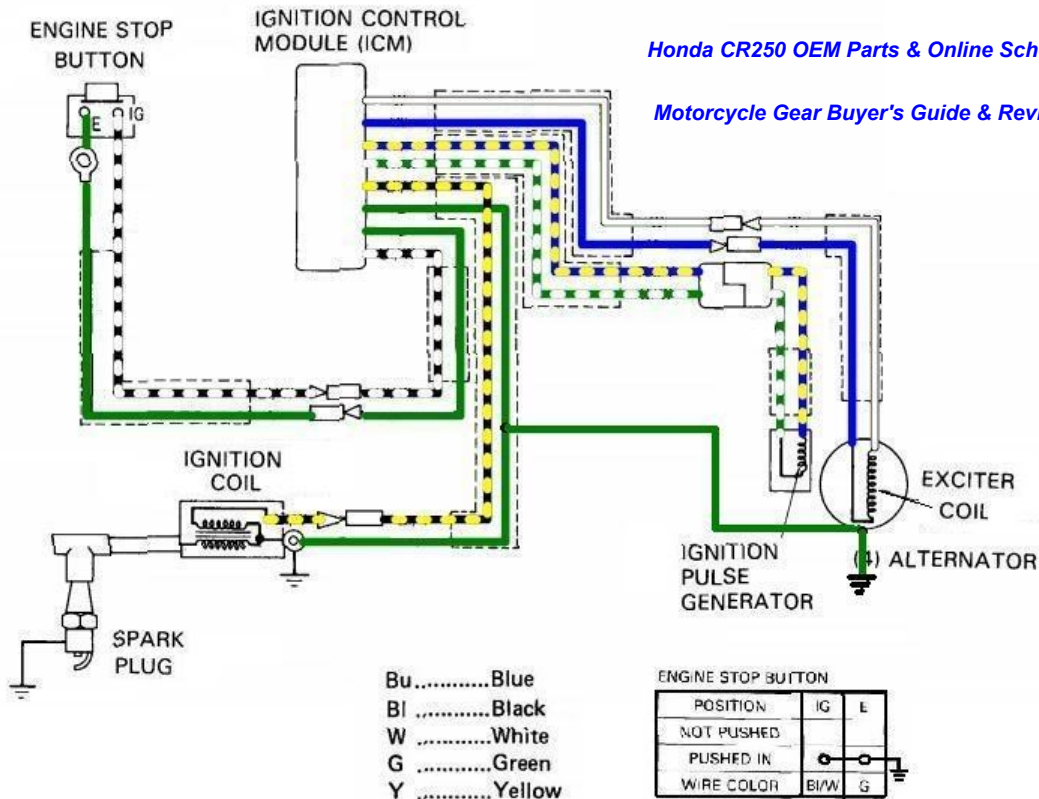 ENGINE STOP
BUTTON
IGNITION CONTROL
MODULE (ICM)
Honda CR250 OEM Parts & Online Sch
Motorcycle Gear Buyer's Guide & Rev
E
IG
IGNITION
COIL
EXCITER
COIL
IGNITION
PULSE
GENERATOR
(4) ALTERNATOR
SPARK
PLUG
Bu ............Blue
Bl ............Black
W ............White
G ............Green
Y ............Yellow
ENGINE STOP BUTTON
POSITION IG E
NOT PUSHED
PUSHED IN
WIRE COLOR Bl/W G